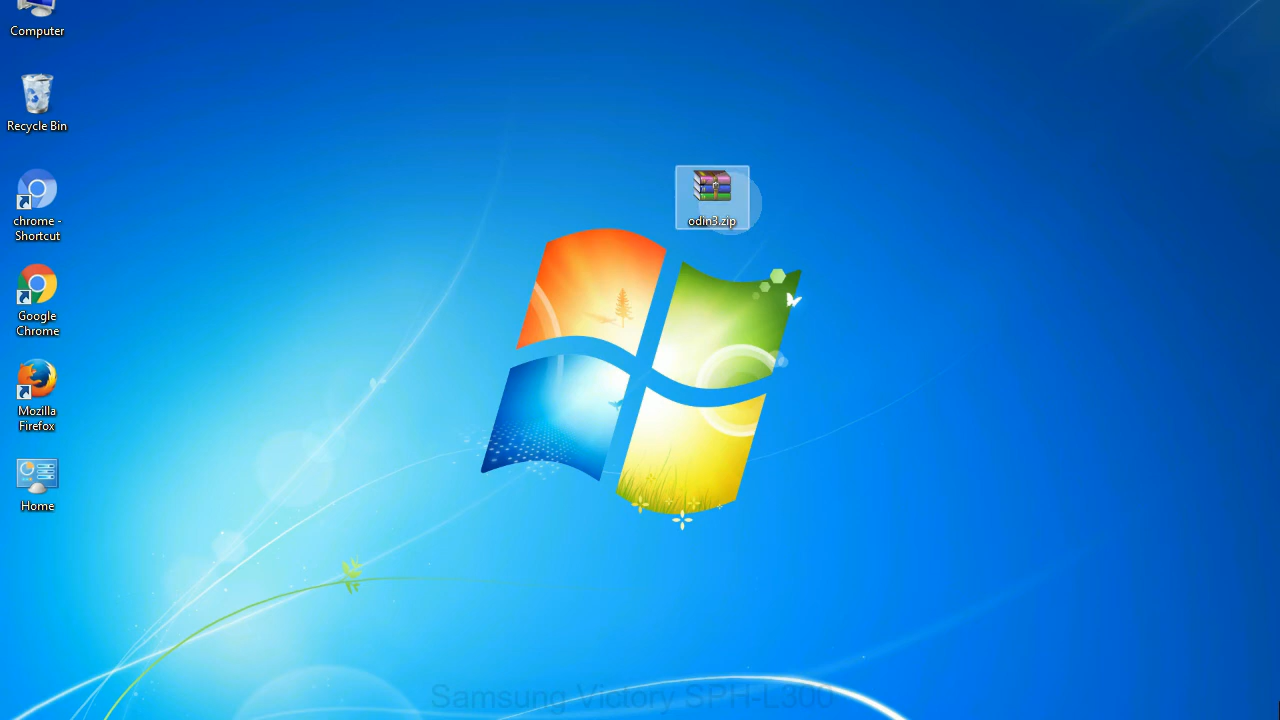 Computer
Recycle Bin
chrome -
Shortcut
Google
Chrome
Mozilla
Firefox
Home
odin3.zip
Samsung Victory SPH-L300